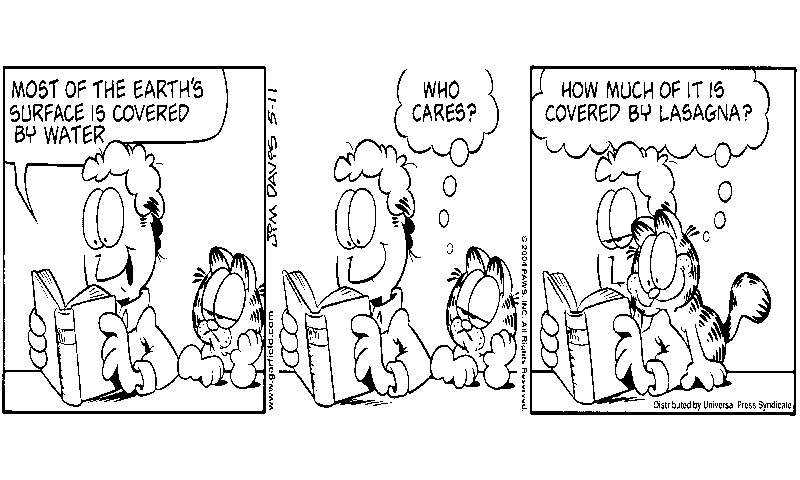 MOST OF THE EARTH'S
SURFACE IS COVERED
BY WATER
JIM DAVIS 5-11
www.garfield.com
WHO
CARES?
© 2004 PAWS, INC. All Rights Reserved.
HOW MUCH OF IT IS
COVERED BY LASAGNA?
Distributed by Universal Press Syndicate